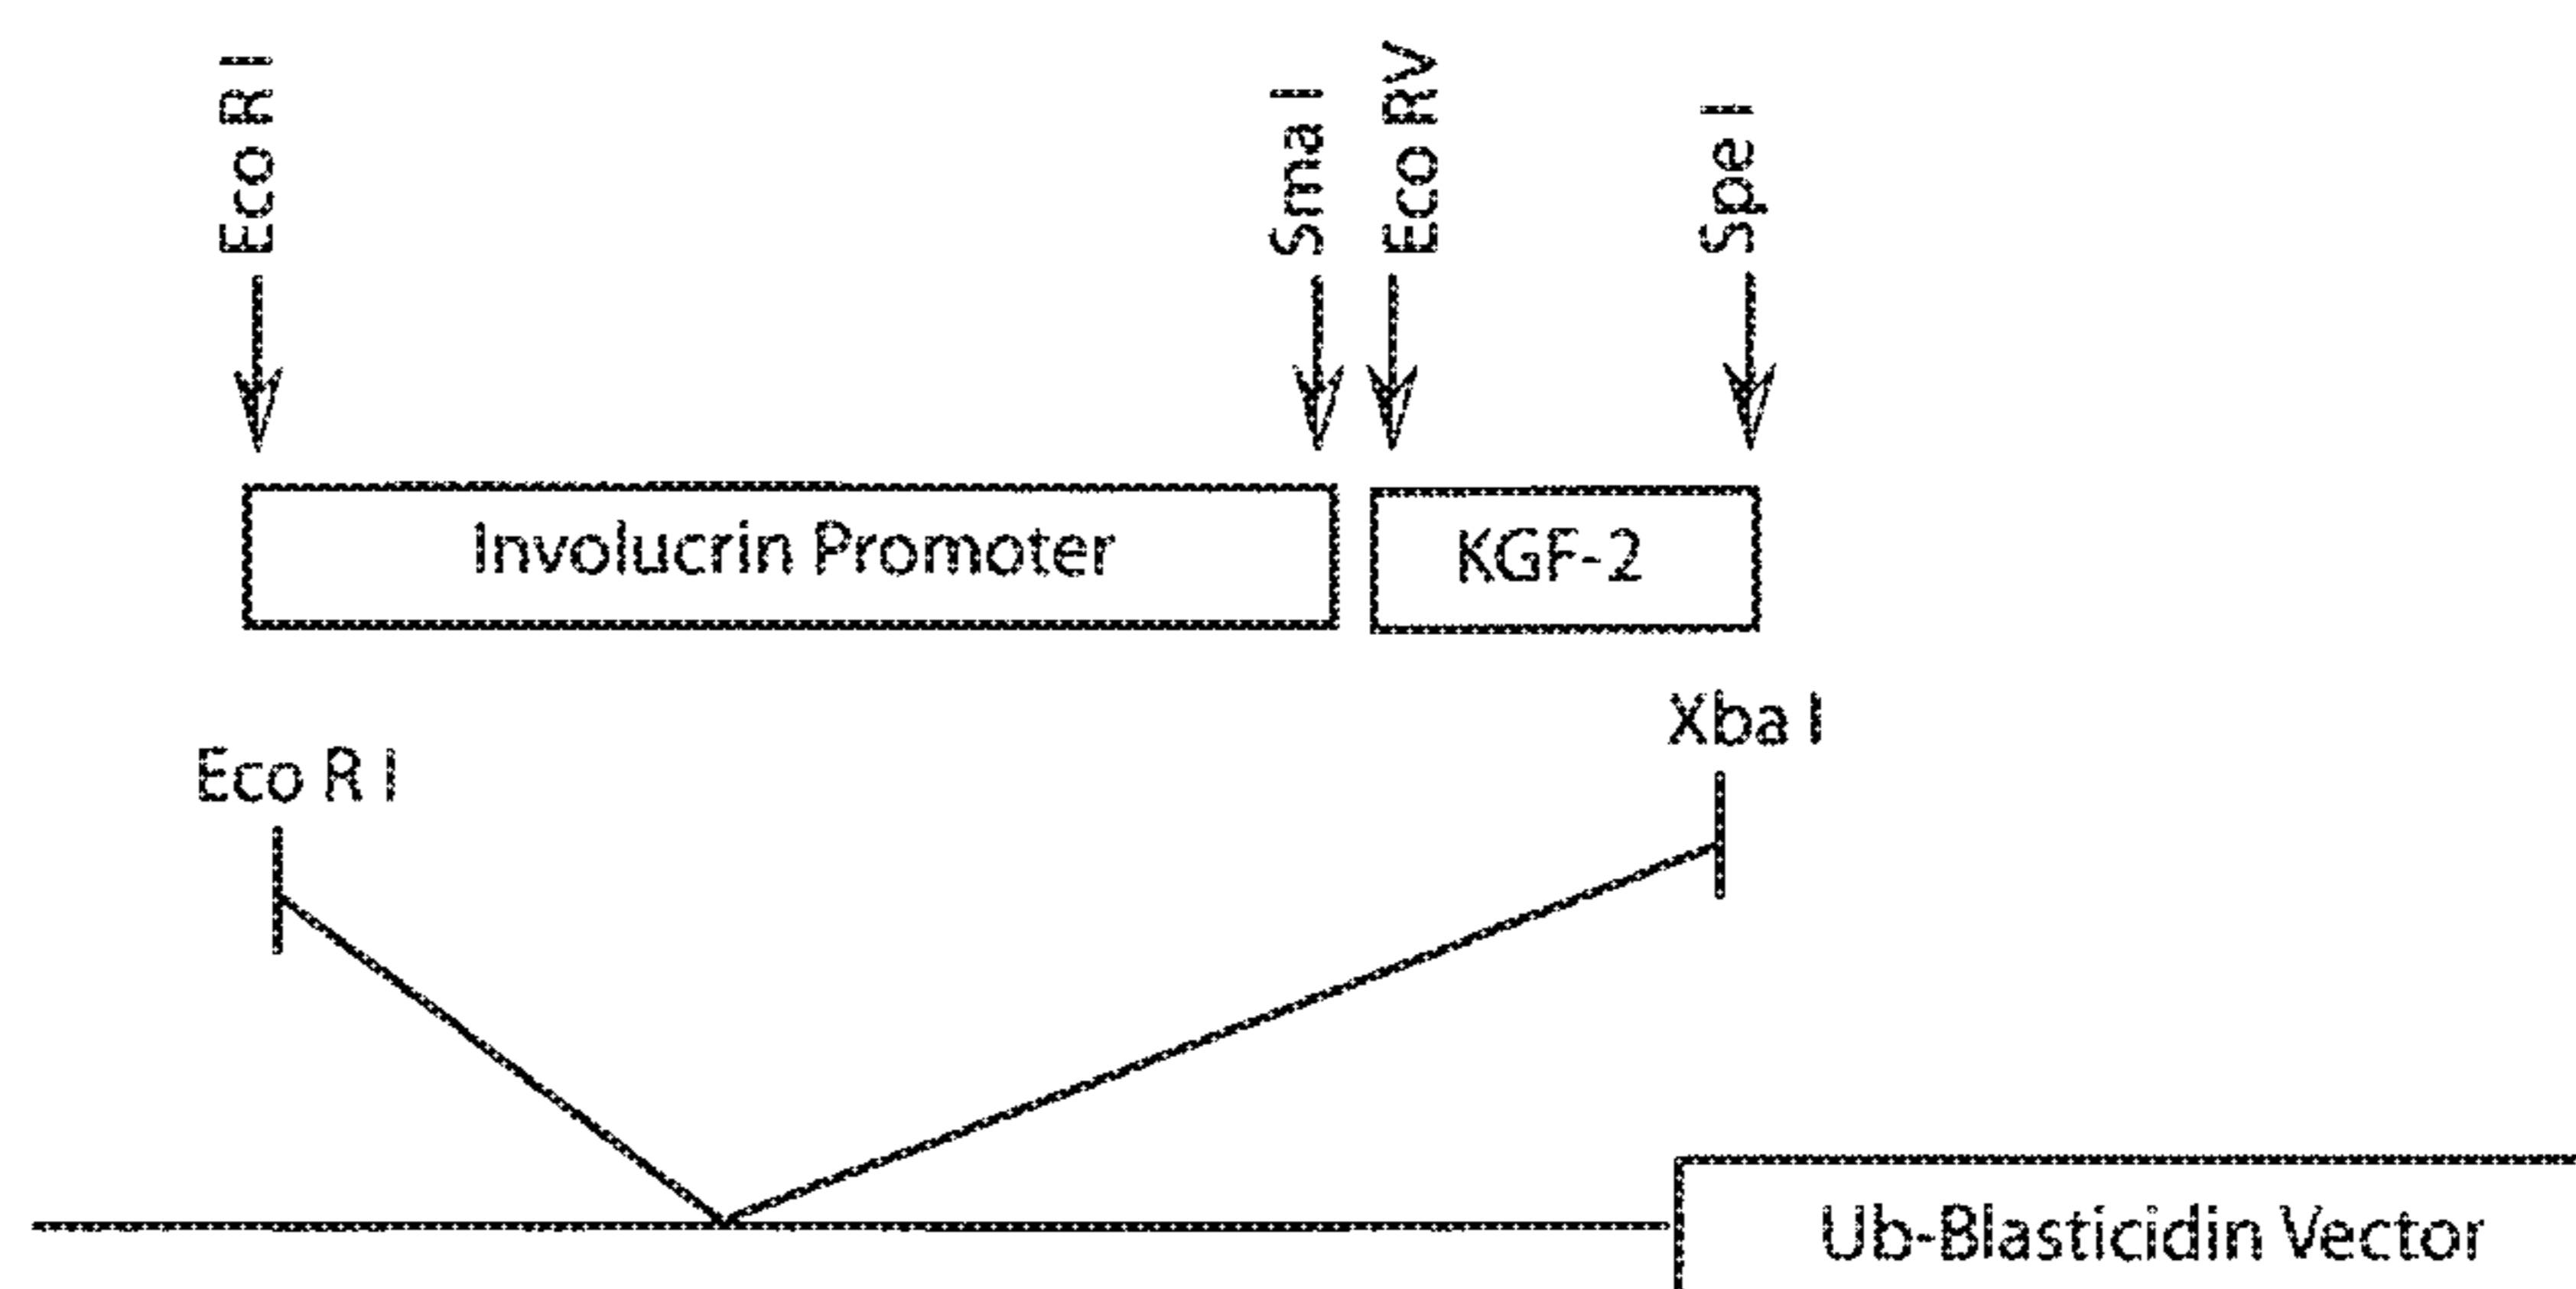 Eco R I
Sma I
Eco RV
Spe I
Involucrin Promoter
KGF-2
Xba I
Eco R I
Ub-Blasticidin Vector